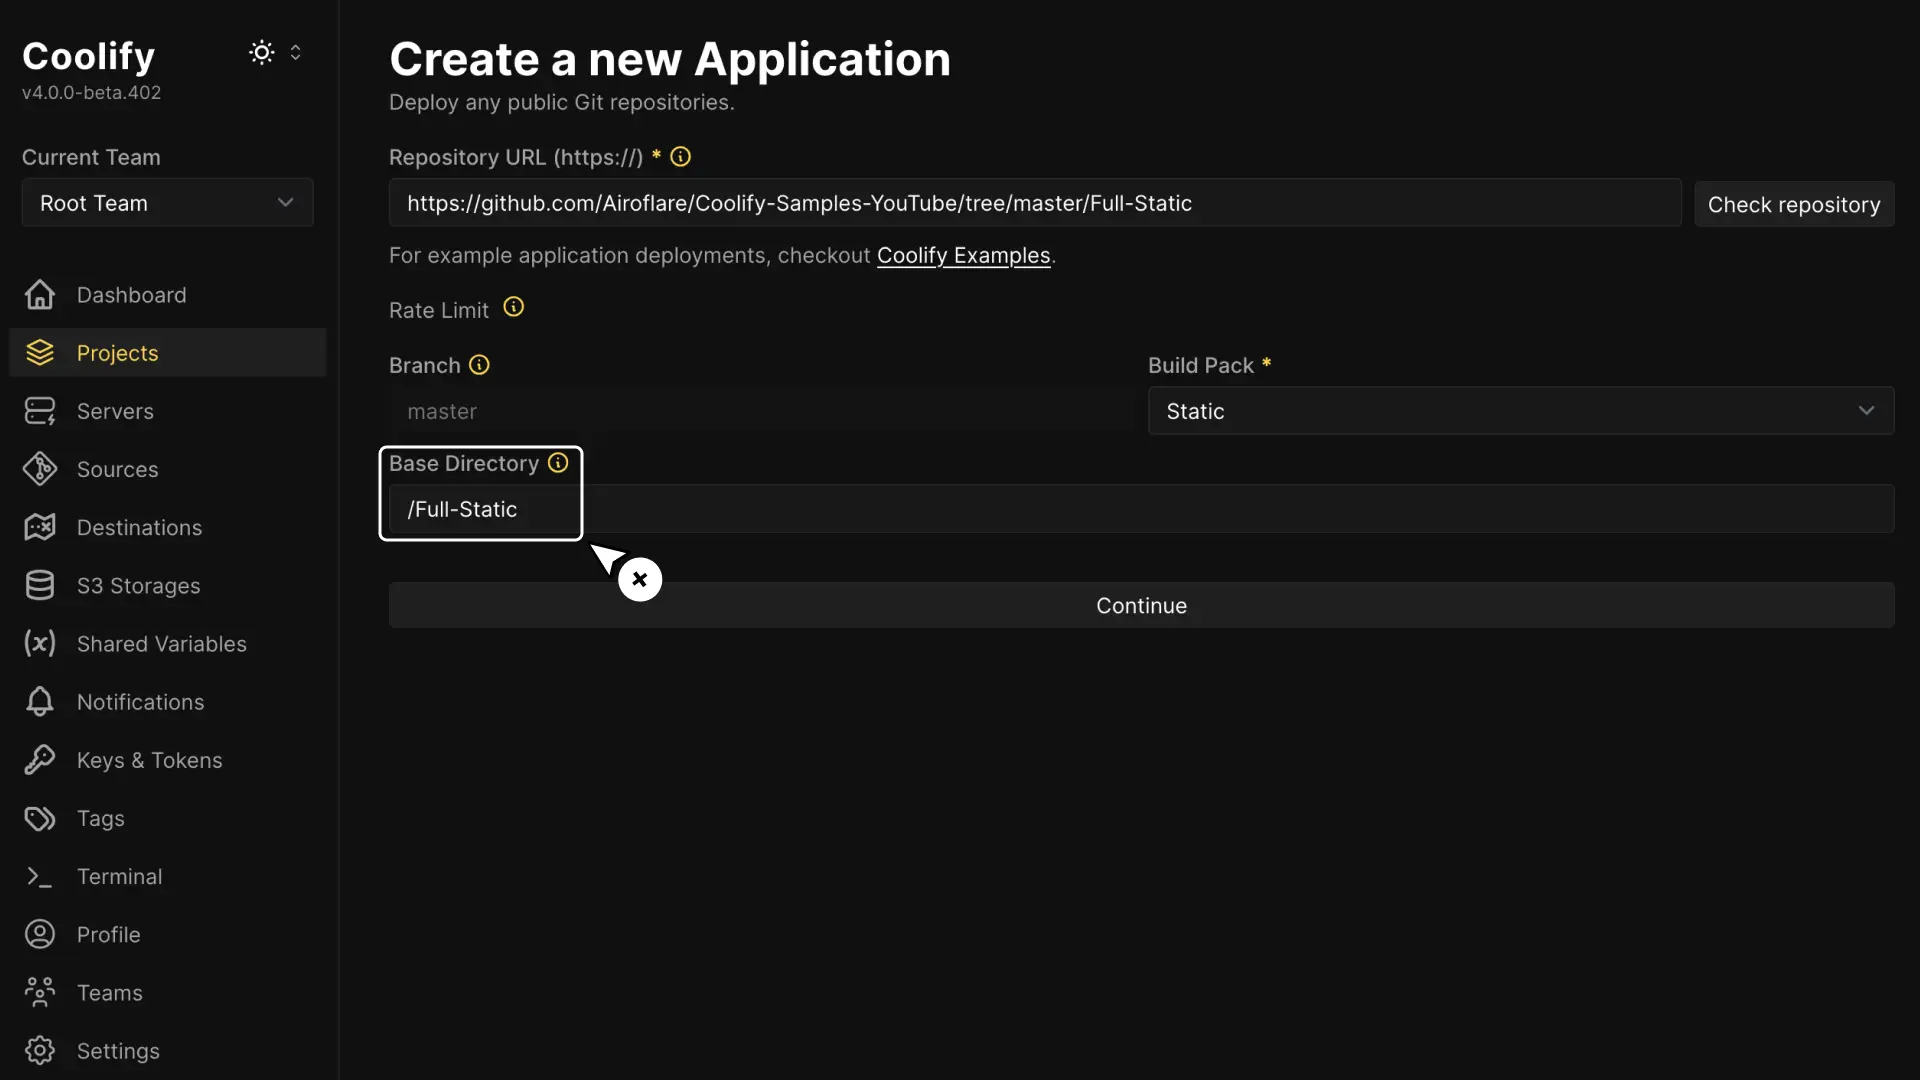 Coolify
v4.0.0-beta.402
Current Team
Root Team
Dashboard
Projects
Servers
Sources
Destinations
S3 Storages
Shared Variables
Notifications
Keys & Tokens
Tags
Terminal
Profile
Teams
Settings
Create a new Application
Deploy any public Git repositories.
Repository URL (https://) *
https://github.com/Airoflare/Coolify-Samples-YouTube/tree/master/Full-Static
Check repository
For example application deployments, checkout Coolify Examples.
Rate Limit
Branch
master
Build Pack *
Static
Base Directory
/Full-Static
Continue